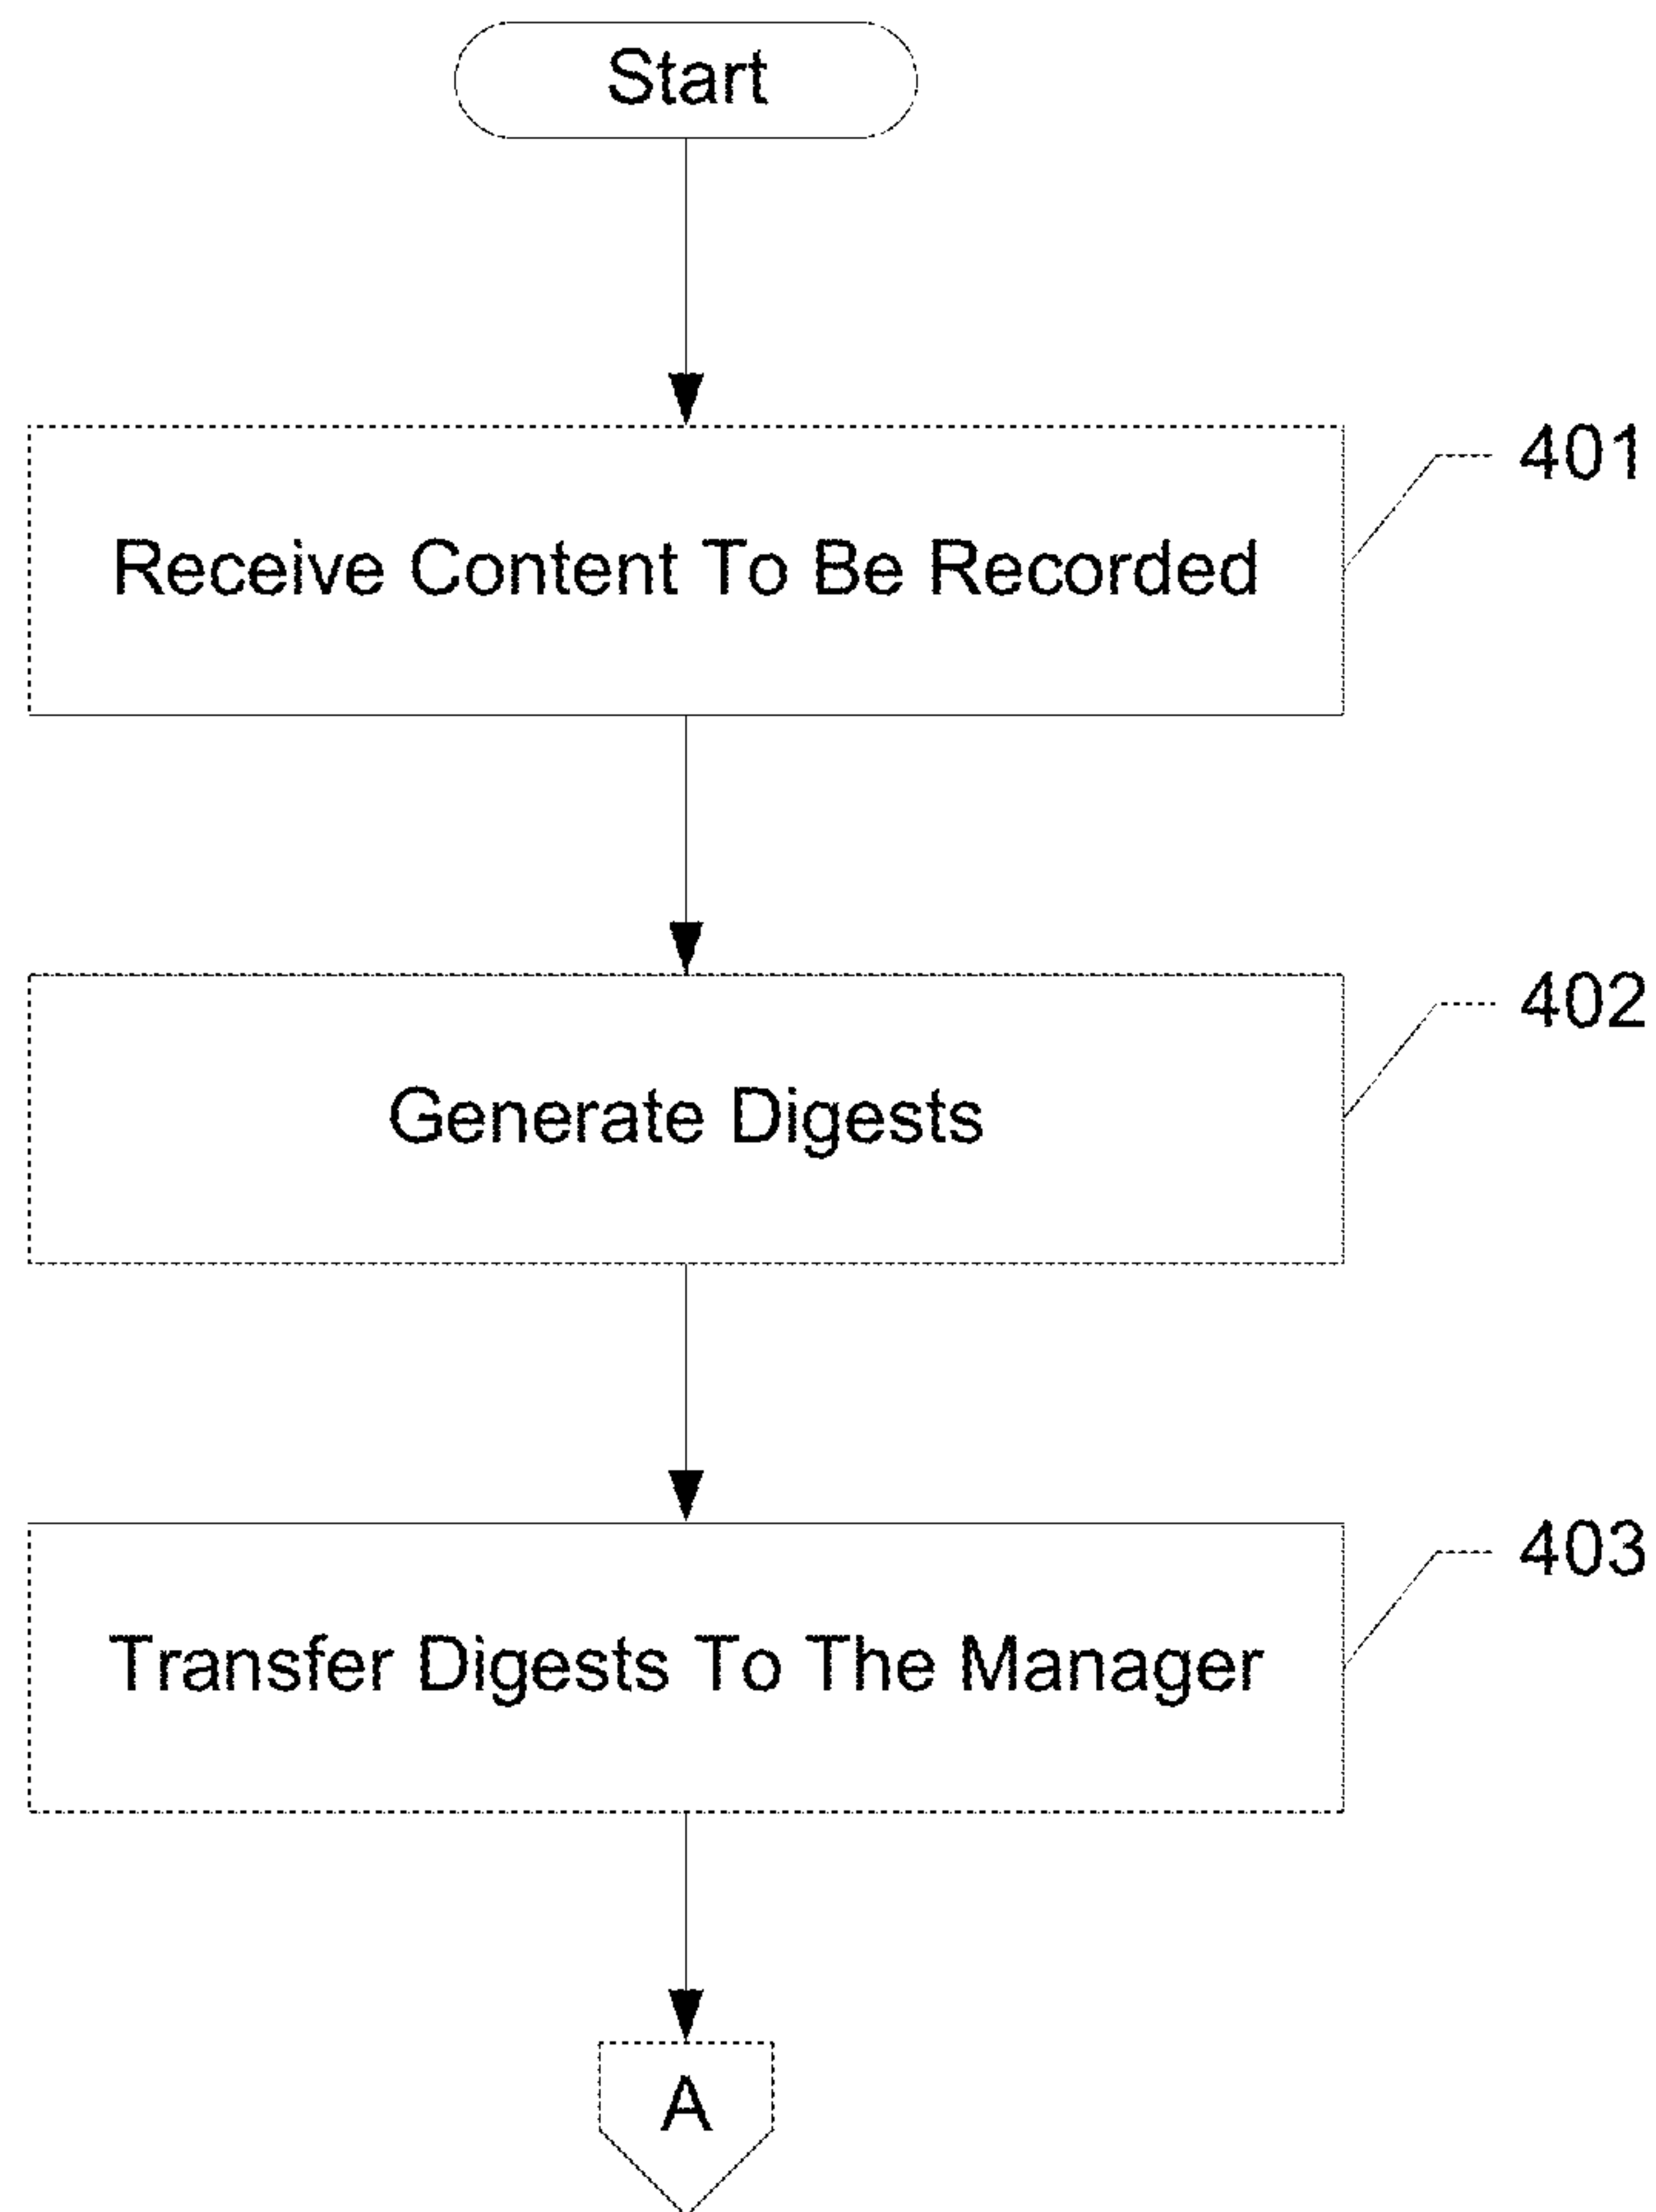 Start
401
Receive Content To Be Recorded
402
Generate Digests
403
Transfer Digests To The Manager
A